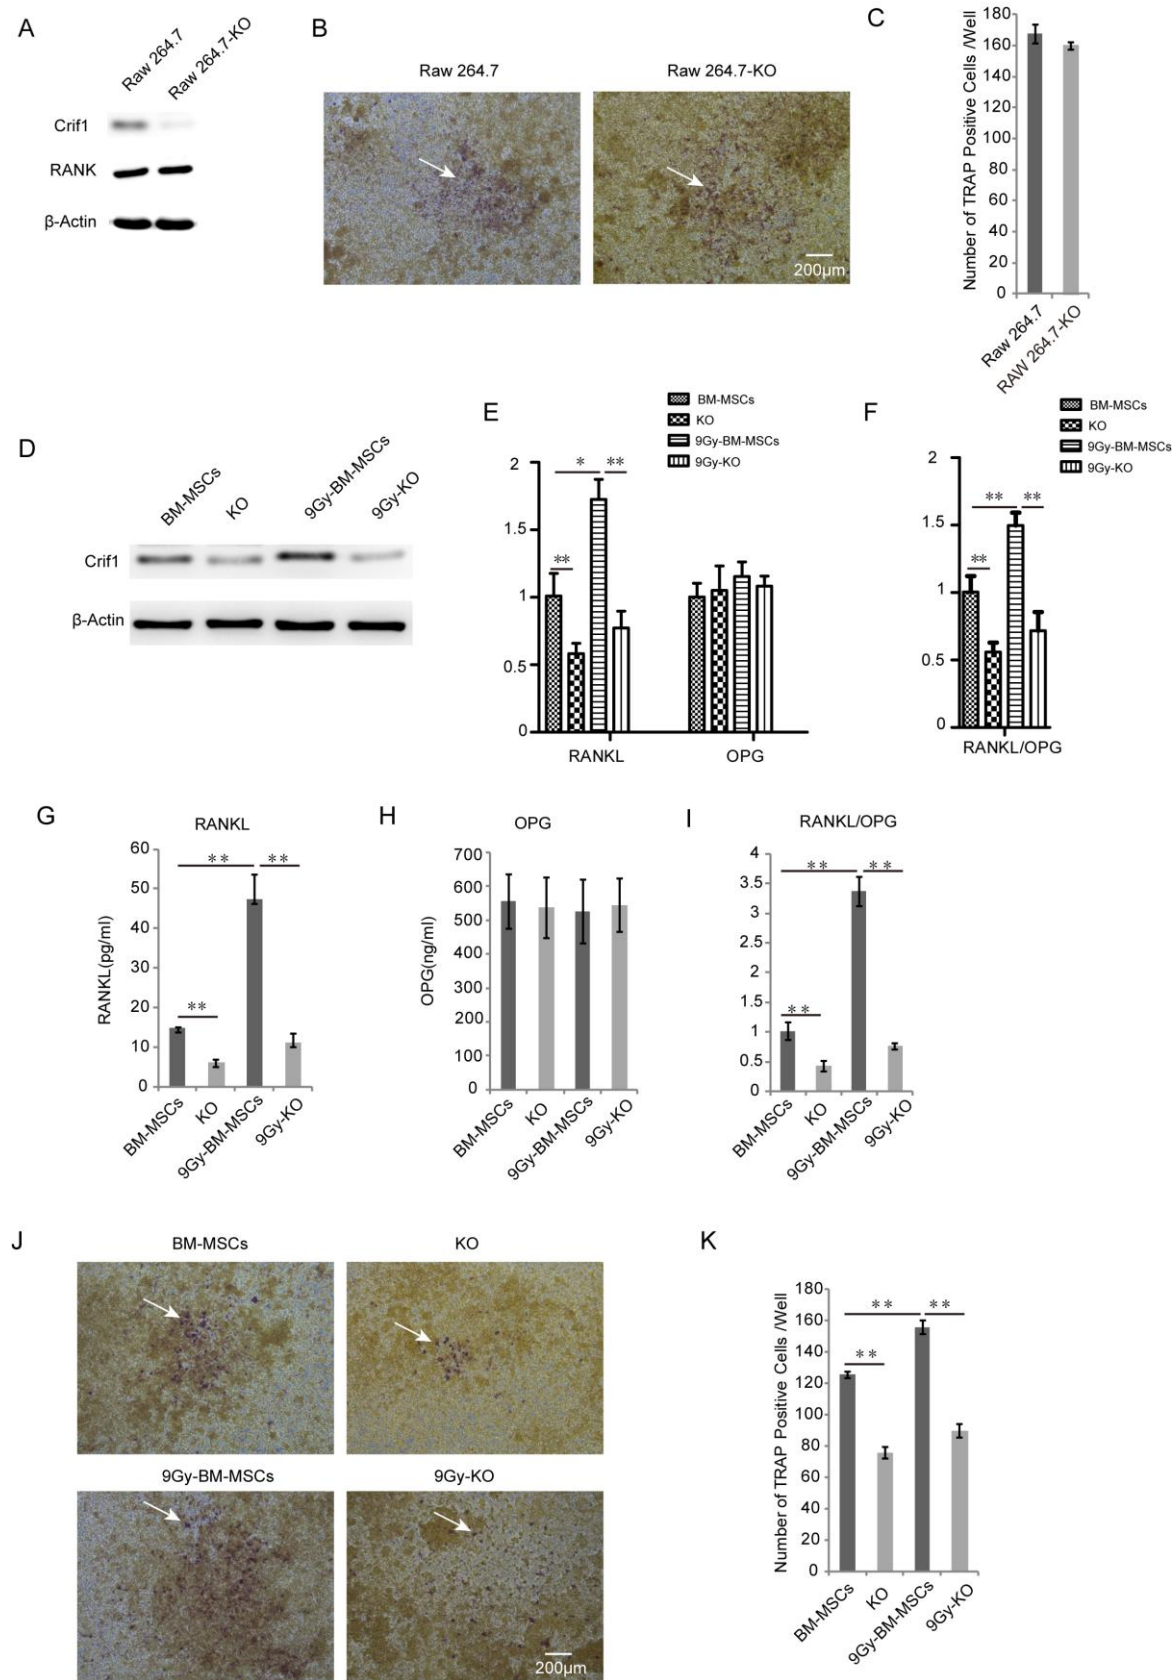 A
Raw 264.7
Raw 264.7-KO
Crif1
RANK
β-Actin
B
Raw 264.7
Raw 264.7-KO
200µm
C
Number of TRAP Positive Cells /Well
180
160
140
120
100
80
60
40
20
0
Raw 264.7
RAW 264.7-KO
D
BM-MSCs
KO
9Gy-BM-MSCs
9Gy-KO
Crif1
β-Actin
E
BM-MSCs
KO
9Gy-BM-MSCs
9Gy-KO
2
1.5
1
0.5
0
* **
**
RANKL
OPG
F
BM-MSCs
KO
9Gy-BM-MSCs
9Gy-KO
2
1.5
1
0.5
0
** **
**
RANKL/OPG
G
RANKL
RANKL(pg/ml)
60
50
40
30
20
10
0
** **
**
BM-MSCs
KO
9Gy-BM-MSCs
9Gy-KO
H
OPG
OPG(ng/ml)
700
600
500
400
300
200
100
0
BM-MSCs
KO
9Gy-BM-MSCs
9Gy-KO
I
RANKL/OPG
4
3.5
3
2.5
2
1.5
1
0.5
0
** **
**
BM-MSCs
KO
9Gy-BM-MSCs
9Gy-KO
J
BM-MSCs
KO
9Gy-BM-MSCs
9Gy-KO
200µm
K
Number of TRAP Positive Cells /Well
180
160
140
120
100
80
60
40
20
0
** **
**
BM-MSCs
KO
9Gy-BM-MSCs
9Gy-KO